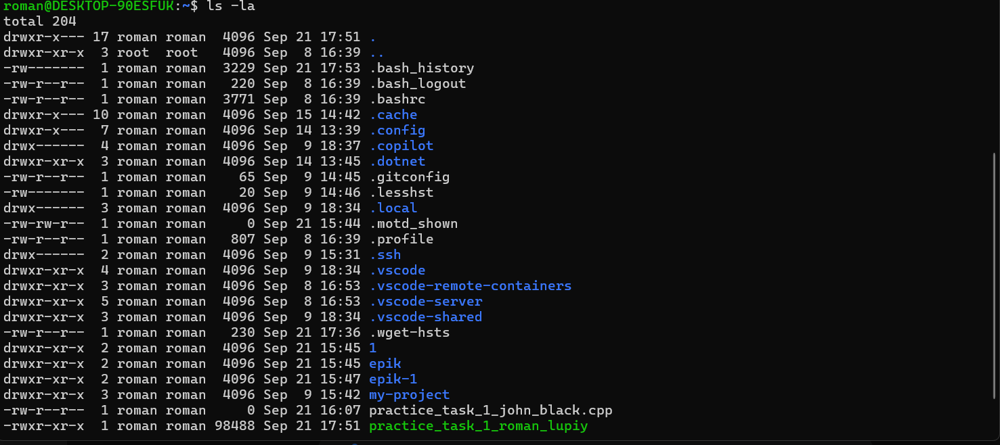 roman@DESKTOP-90ESFUK:~$ ls -la
total 204
drwxr-x--- 17 roman roman  4096 Sep 21 17:51 .
drwxr-xr-x  3 root  root   4096 Sep  8 16:39 ..
-rw-------  1 roman roman  3229 Sep 21 17:53 .bash_history
-rw-r--r--  1 roman roman   220 Sep  8 16:39 .bash_logout
-rw-r--r--  1 roman roman  3771 Sep  8 16:39 .bashrc
drwxr-x--- 10 roman roman  4096 Sep 15 14:42 .cache
drwxr-x---  7 roman roman  4096 Sep 14 13:39 .config
drwx------  4 roman roman  4096 Sep  9 18:37 .copilot
drwxr-xr-x  3 roman roman  4096 Sep 14 13:45 .dotnet
-rw-r--r--  1 roman roman    65 Sep  9 14:45 .gitconfig
-rw-------  1 roman roman    20 Sep  9 14:46 .lesshst
drwx------  3 roman roman  4096 Sep  9 18:34 .local
-rw-rw-r--  1 roman roman     0 Sep 21 15:44 .motd_shown
-rw-r--r--  1 roman roman   807 Sep  8 16:39 .profile
drwx------  2 roman roman  4096 Sep  9 15:31 .ssh
drwxr-xr-x  4 roman roman  4096 Sep  9 18:34 .vscode
drwxr-xr-x  3 roman roman  4096 Sep  8 16:53 .vscode-remote-containers
drwxr-xr-x  5 roman roman  4096 Sep  8 16:53 .vscode-server
drwxr-xr-x  3 roman roman  4096 Sep  9 18:34 .vscode-shared
-rw-r--r--  1 roman roman   230 Sep 21 17:36 .wget-hsts
drwxr-xr-x  2 roman roman  4096 Sep 21 15:45 1
drwxr-xr-x  2 roman roman  4096 Sep 21 15:45 epik
drwxr-xr-x  2 roman roman  4096 Sep 21 15:47 epik-1
drwxr-xr-x  3 roman roman  4096 Sep  9 15:42 my-project
-rw-r--r--  1 roman roman     0 Sep 21 16:07 practice_task_1_john_black.cpp
-rwxr-xr-x  1 roman roman 98488 Sep 21 17:51 practice_task_1_roman_lupiy